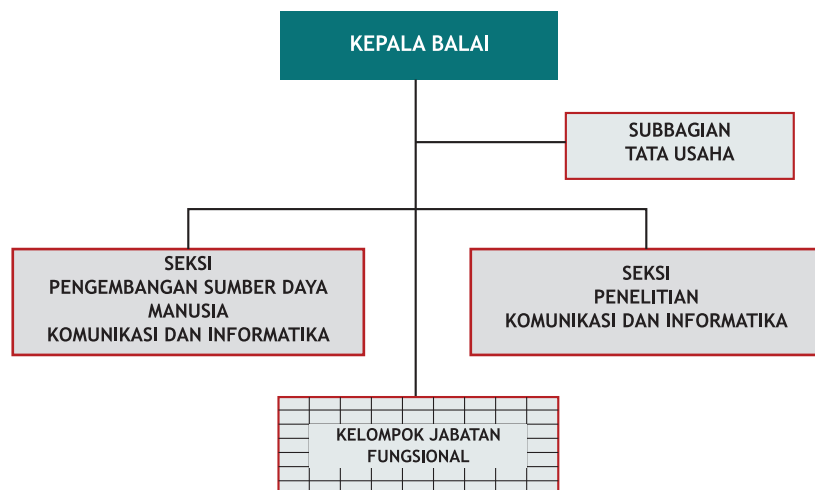 KEPALA BALAI
SUBBAGIAN
TATA USAHA
SEKSI
PENGEMBANGAN SUMBER DAYA
MANUSIA
KOMUNIKASI DAN INFORMATIKA
SEKSI
PENELITIAN
KOMUNIKASI DAN INFORMATIKA
KELOMPOK JABATAN
FUNGSIONAL